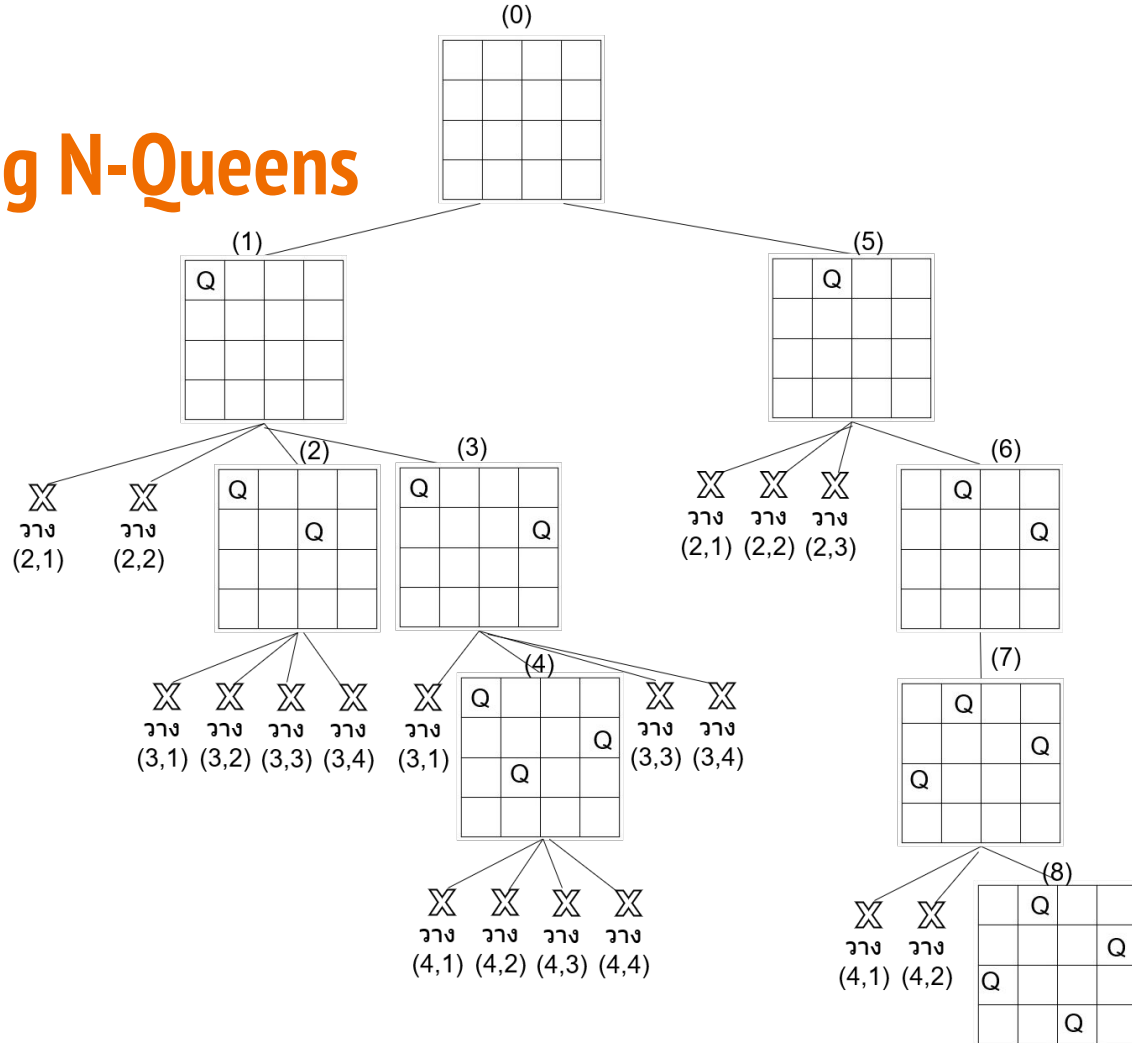 (0)
g N-Queens
(1)
(5)
Q
Q
(2)
(3)
(6)
X
X
Q
Q
X
X
X
Q
วาง
วาง
Q
Q
วาง
วาง
วาง
Q
(2,1)
(2,2)
(2,1) (2,2) (2,3)
(4)
(7)
X
X
X
X
X
Q
X
X
Q
วาง
วาง
วาง
วาง
วาง
Q
วาง
วาง
Q
(3,1) (3,2) (3,3) (3,4)
(3,1)
Q
(3,3) (3,4)
Q
(8)
X
X
X
X
X
X
Q
วาง
วาง
วาง
วาง
วาง
วาง
Q
(4,1) (4,2) (4,3) (4,4)
(4,1) (4,2)
Q
Q